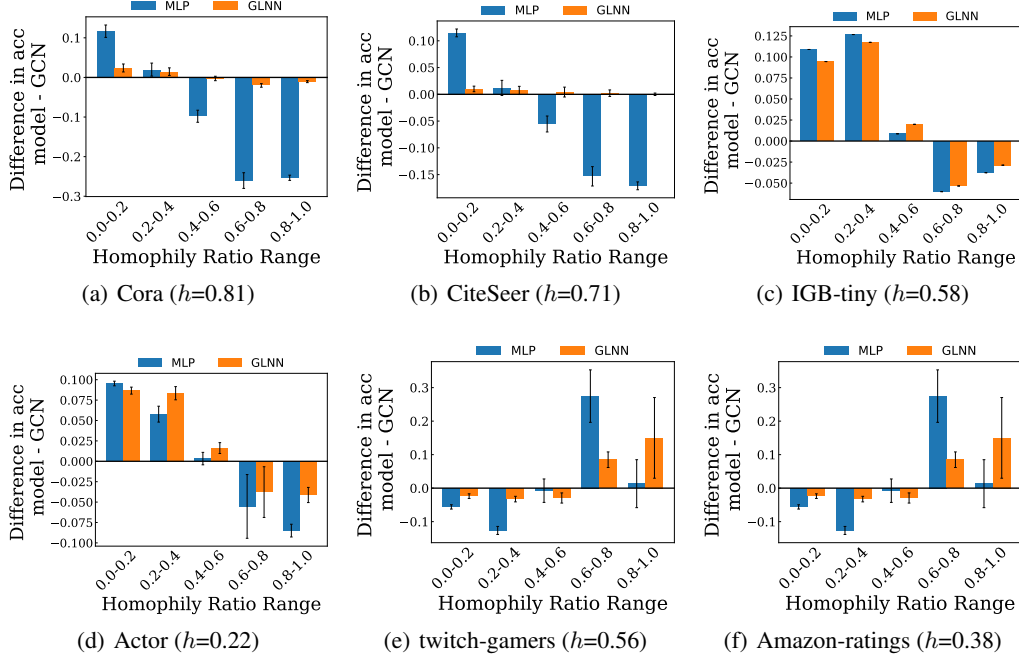 MLP GLNN
Difference in acc
model - GCN
0.1
0.0
−0.1
−0.2
−0.3
0.0-0.2
0.2-0.4
0.4-0.6
0.6-0.8
0.8-1.0
Homophily Ratio Range
(a) Cora (h=0.81)
MLP GLNN
Difference in acc
model - GCN
0.10
0.05
0.00
−0.05
−0.10
−0.15
0.0-0.2
0.2-0.4
0.4-0.6
0.6-0.8
0.8-1.0
Homophily Ratio Range
(b) CiteSeer (h=0.71)
MLP GLNN
Difference in acc
model - GCN
0.125
0.100
0.075
0.050
0.025
0.000
−0.025
−0.050
0.0-0.2
0.2-0.4
0.4-0.6
0.6-0.8
0.8-1.0
Homophily Ratio Range
(c) IGB-tiny (h=0.58)
MLP GLNN
Difference in acc
model - GCN
0.100
0.075
0.050
0.025
0.000
−0.025
−0.050
−0.075
−0.100
0.0-0.2
0.2-0.4
0.4-0.6
0.6-0.8
0.8-1.0
Homophily Ratio Range
(d) Actor (h=0.22)
MLP GLNN
Difference in acc
model - GCN
0.3
0.2
0.1
0.0
−0.1
0.0-0.2
0.2-0.4
0.4-0.6
0.6-0.8
0.8-1.0
Homophily Ratio Range
(e) twitch-gamers (h=0.56)
MLP GLNN
Difference in acc
model - GCN
0.3
0.2
0.1
0.0
−0.1
0.0-0.2
0.2-0.4
0.4-0.6
0.6-0.8
0.8-1.0
Homophily Ratio Range
(f) Amazon-ratings (h=0.38)